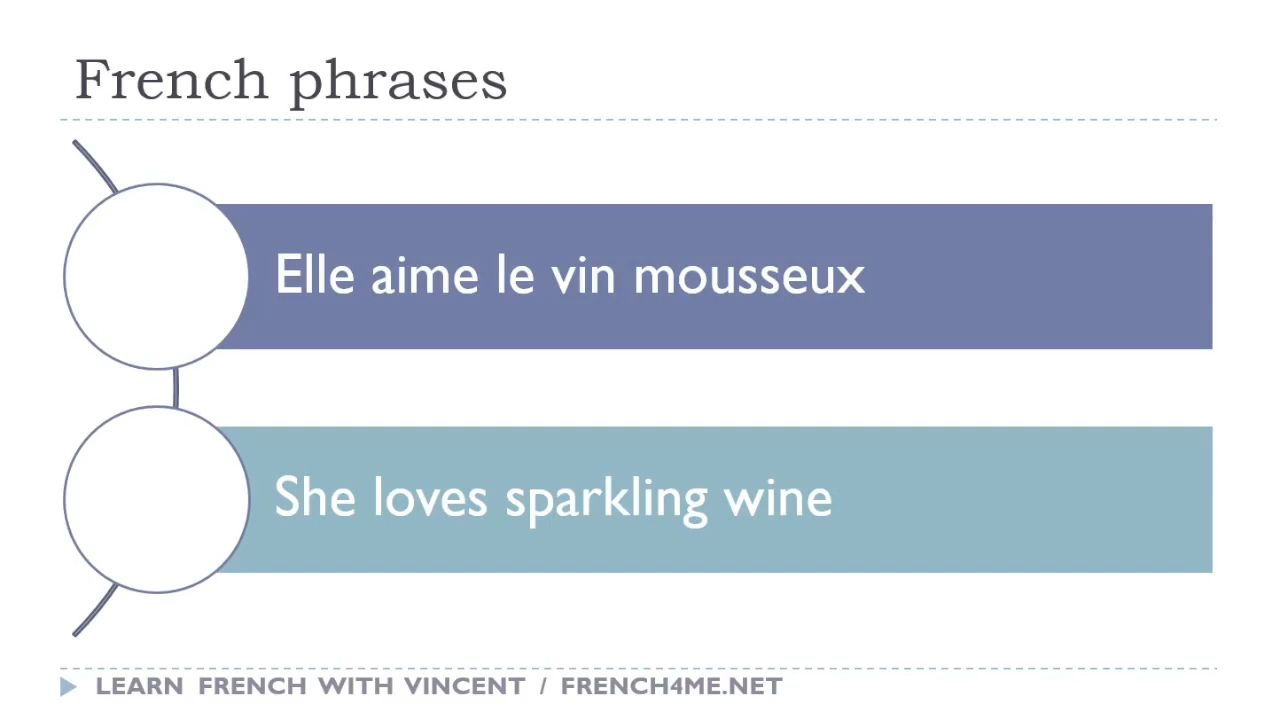 French phrases
Elle aime le vin mousseux
She loves sparkling wine
LEARN FRENCH WITH VINCENT / FRENCH4ME.NET